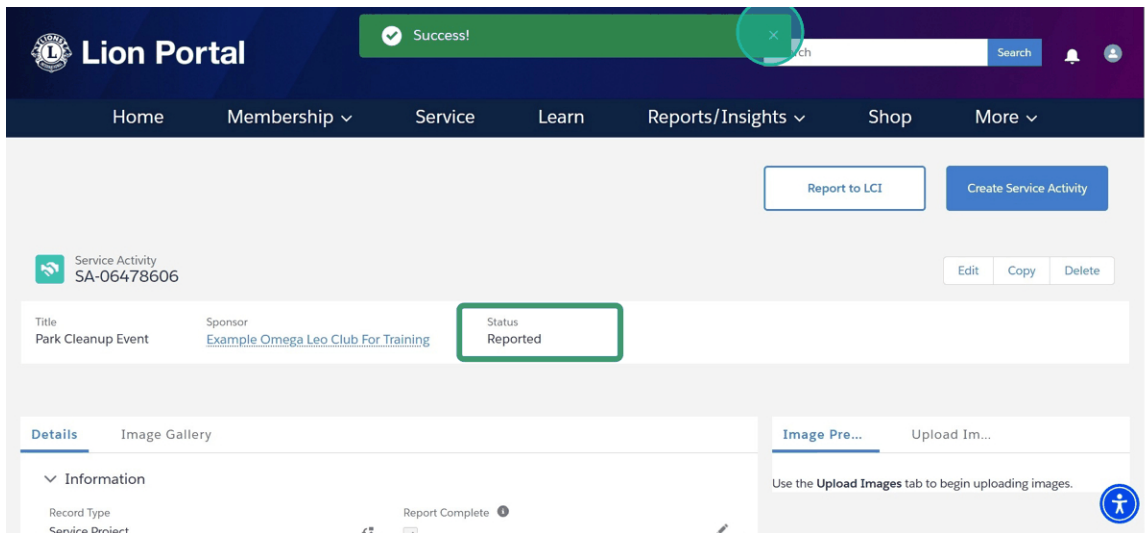 Success!
Lion Portal
Search
Home Membership Service Learn Reports/Insights Shop More
Report to LCI Create Service Activity
Service Activity
SA-06478606
Edit Copy Delete
Title Sponsor Status
Park Cleanup Event Example Omega Leo Club For Training Reported
Details Image Gallery Image Pre... Upload Im...
Information
Use the Upload Images tab to begin uploading images.
Record Type Report Complete
Service Project